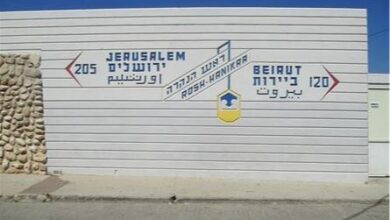 JERUSALEM
205 ירושלים
اورشليم
ראש הנקרה
ROSH-HANIKRA
BEIRUT
ביירות 120
بيروت